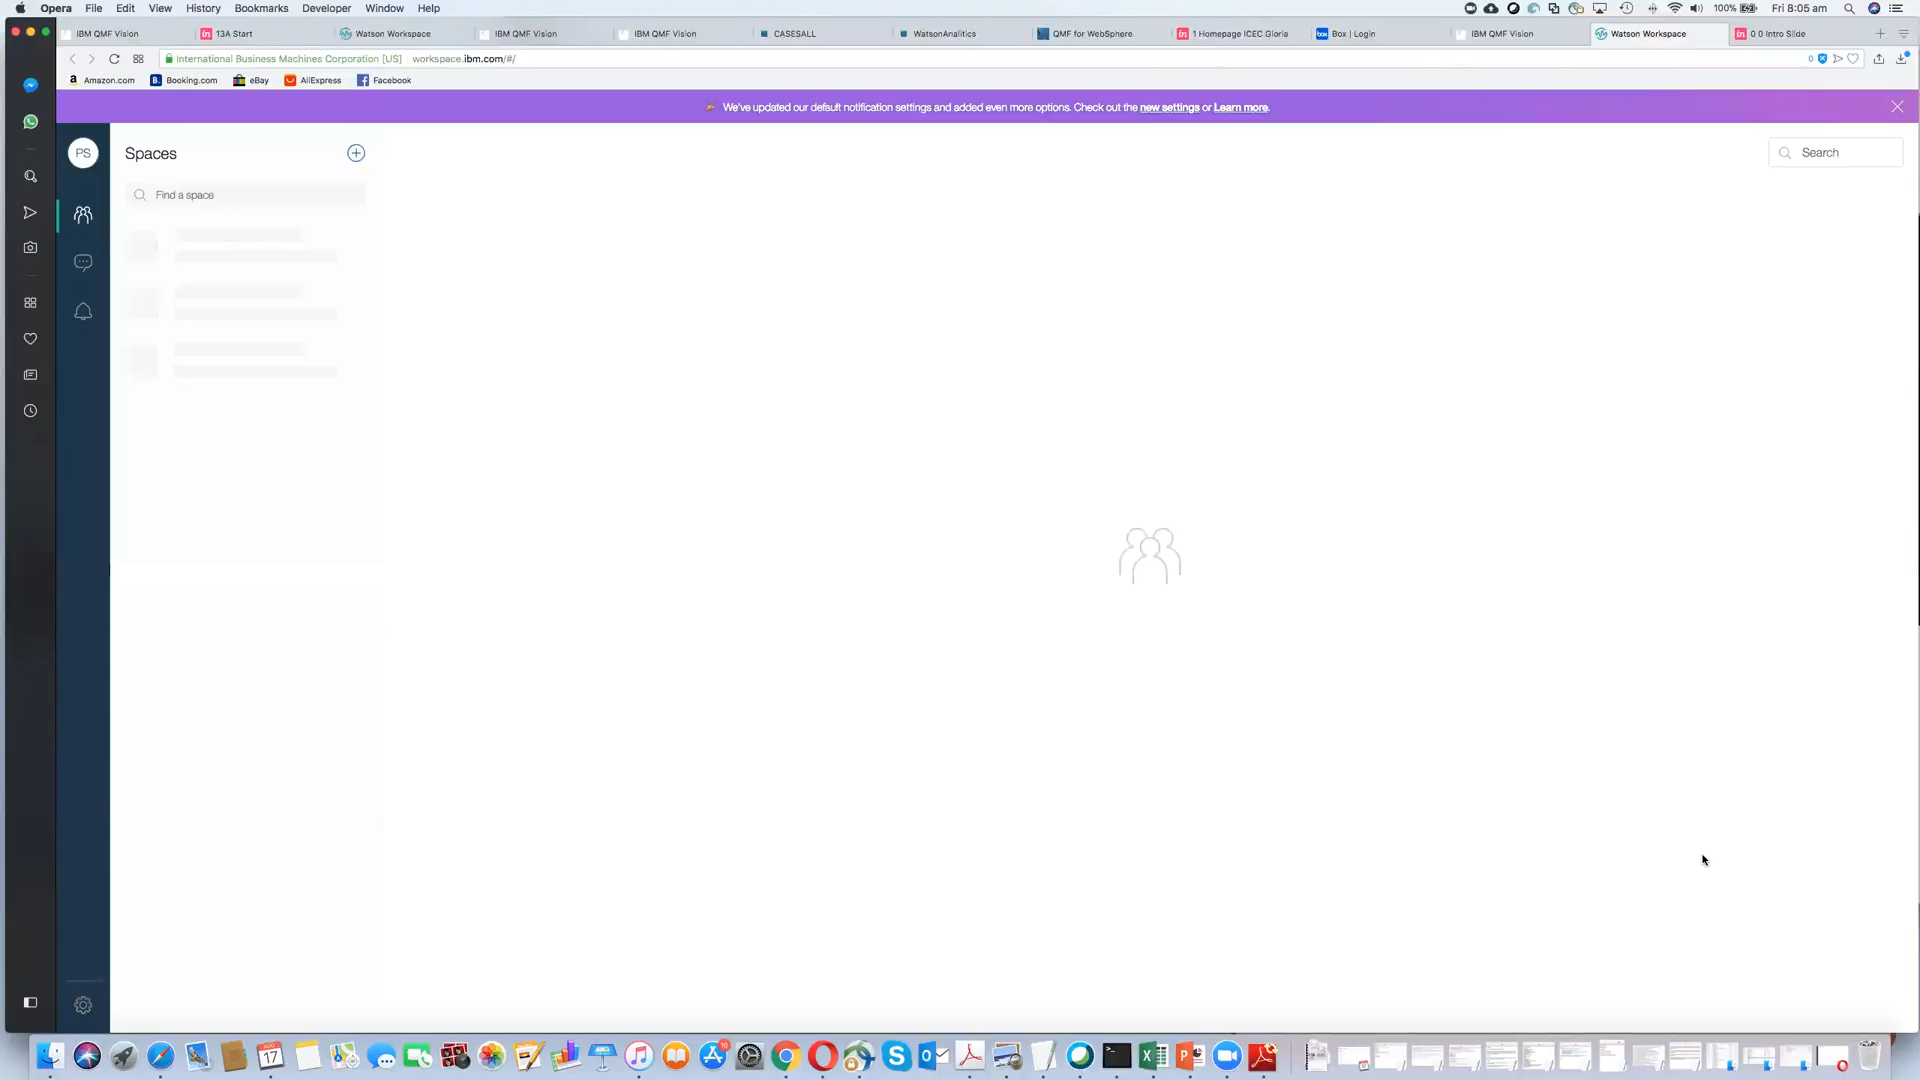 Opera File Edit View History Bookmarks Developer Window Help 100% Fri 8:05 am
IBM QMF Vision 13A Start Watson Workspace IBM QMF Vision IBM QMF Vision CASESALL WatsonAnalitics QMF for WebSphere 1 Homepage ICEC Gloria Box | Login IBM QMF Vision Watson Workspace 0 0 Intro Slide
International Business Machines Corporation [US] workspace.ibm.com/#/ 0
Amazon.com Booking.com eBay AliExpress Facebook
We've updated our default notification settings and added even more options. Check out the new settings or Learn more.
PS Spaces Search
Find a space
AUG
17